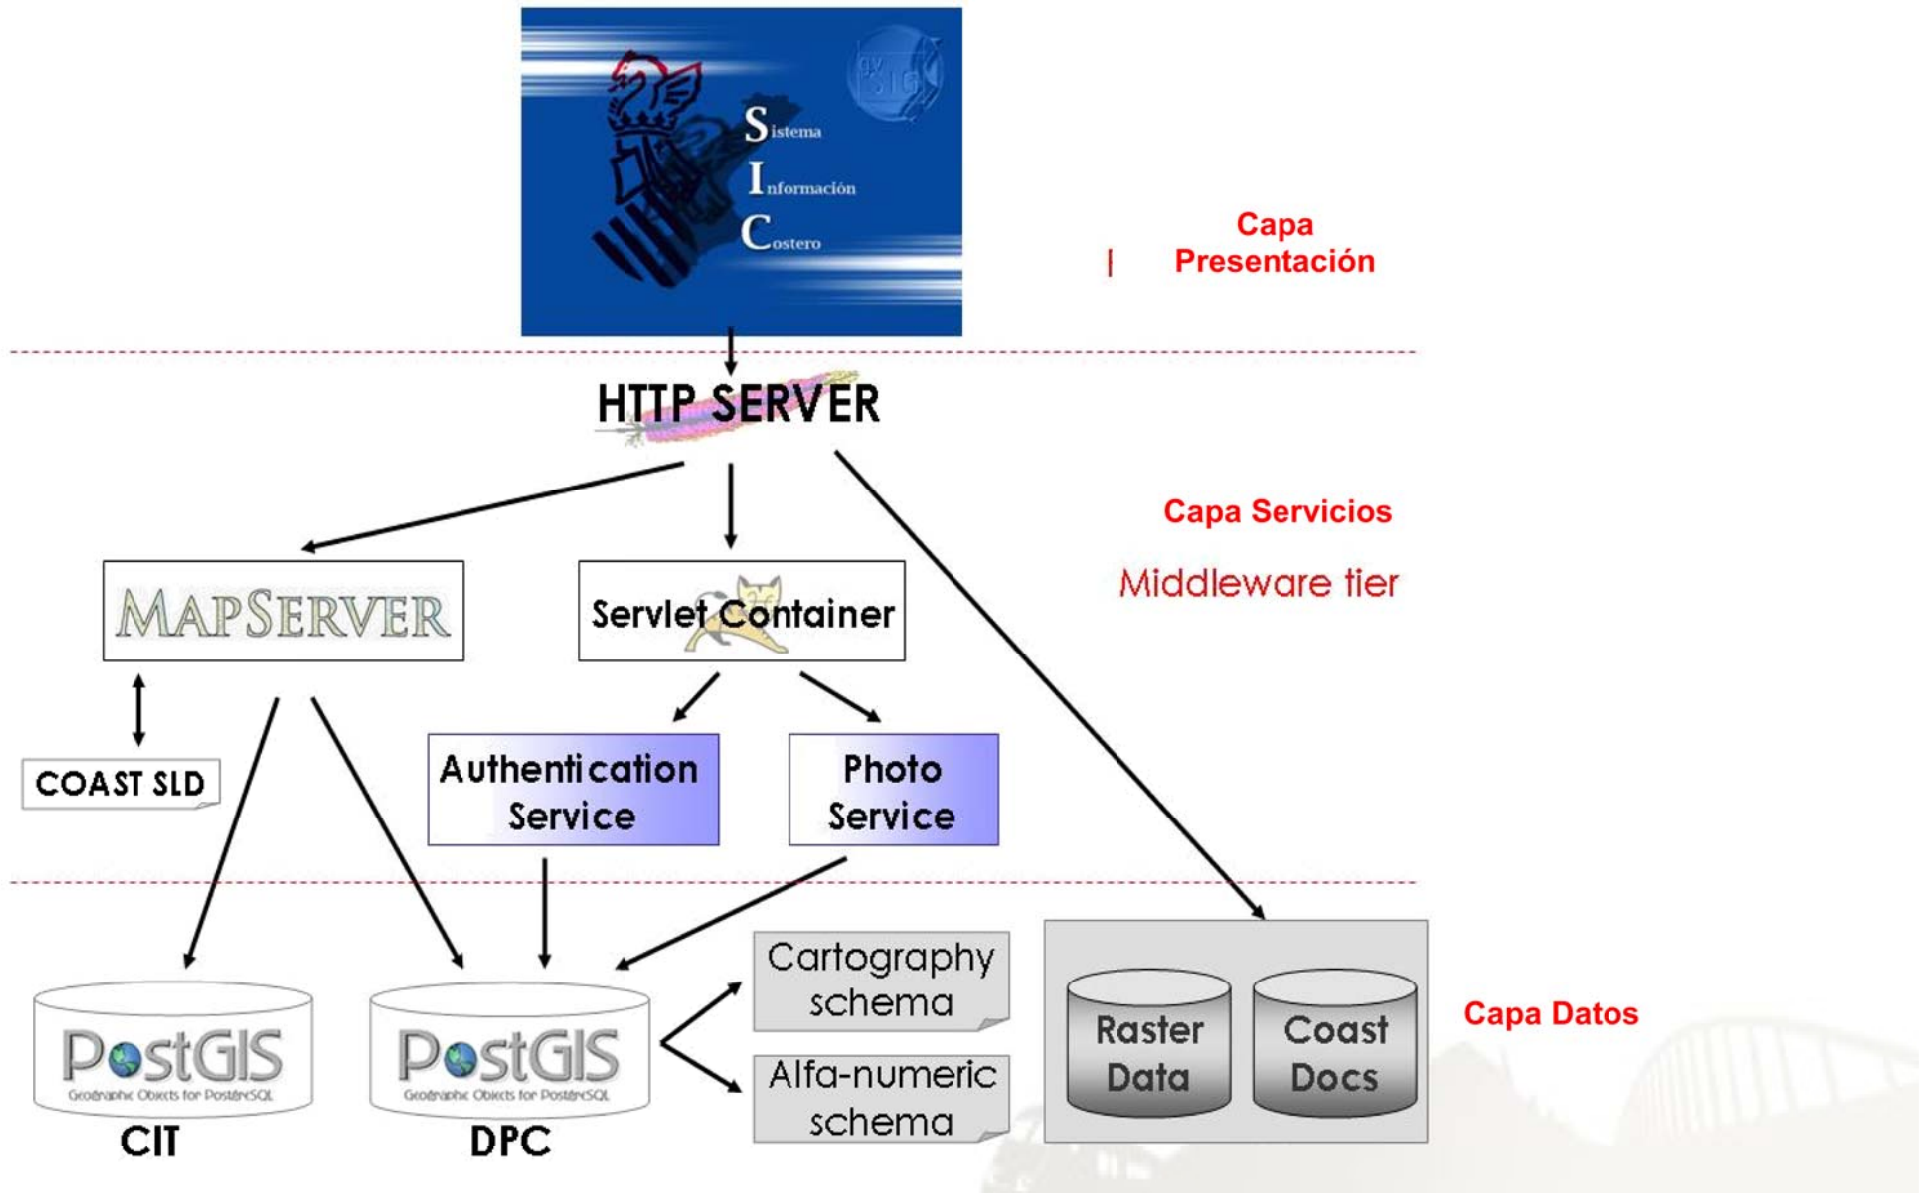 gv
SIG
Sistema
Información
Costero
Capa
Presentación
HTTP SERVER
Capa Servicios
Middleware tier
MAPSERVER
Servlet Container
COAST SLD
Authentication
Service
Photo
Service
Cartography
schema
Alfa-numeric
schema
Raster
Data
Coast
Docs
Capa Datos
PostGIS
Geographic Objects for PostgreSQL
CIT
PostGIS
Geographic Objects for PostgreSQL
DPC